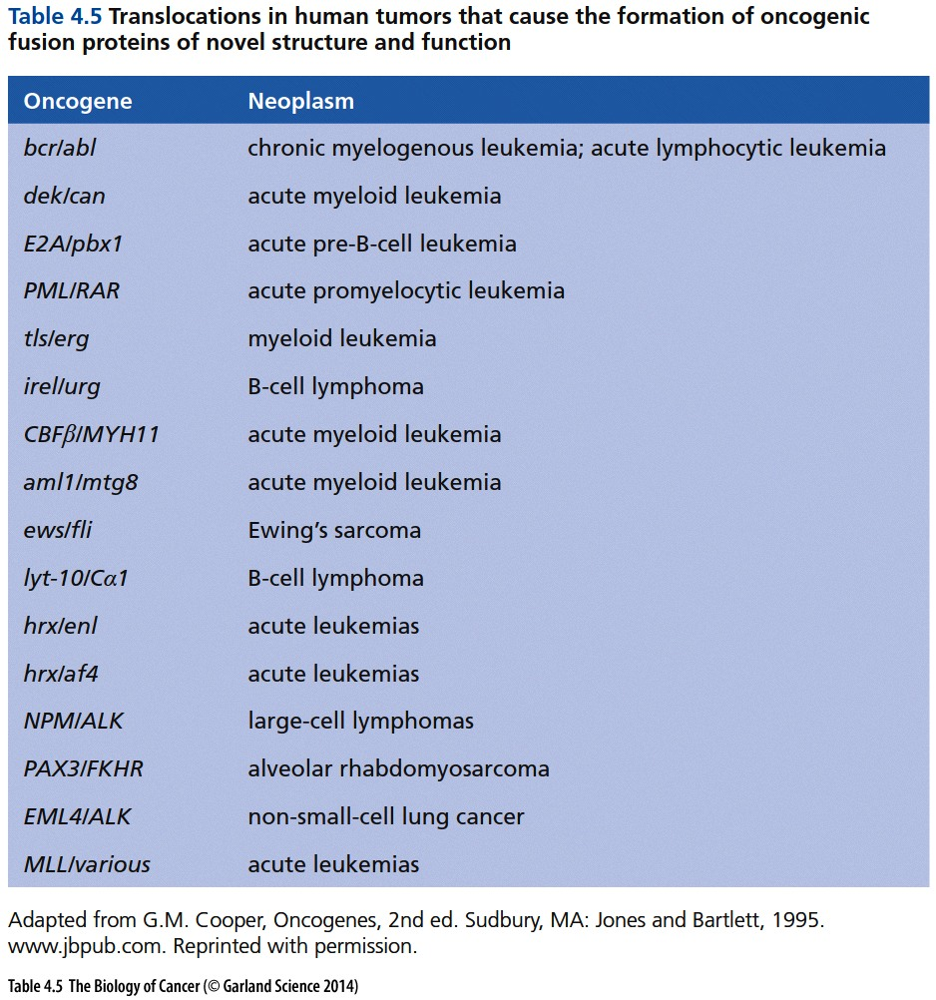 Table 4.5 Translocations in human tumors that cause the formation of oncogenic
fusion proteins of novel structure and function
Oncogene Neoplasm
bcr/abl chronic myelogenous leukemia; acute lymphocytic leukemia
dek/can acute myeloid leukemia
E2A/pbx1 acute pre-B-cell leukemia
PML/RAR acute promyelocytic leukemia
tls/erg myeloid leukemia
irel/urg B-cell lymphoma
CBFβ/MYH11 acute myeloid leukemia
aml1/mtg8 acute myeloid leukemia
ews/fli Ewing’s sarcoma
lyt-10/Cα1 B-cell lymphoma
hrx/enl acute leukemias
hrx/af4 acute leukemias
NPM/ALK large-cell lymphomas
PAX3/FKHR alveolar rhabdomyosarcoma
EML4/ALK non-small-cell lung cancer
MLL/various acute leukemias
Adapted from G.M. Cooper, Oncogenes, 2nd ed. Sudbury, MA: Jones and Bartlett, 1995.
www.jbpub.com. Reprinted with permission.
Table 4.5 The Biology of Cancer (© Garland Science 2014)